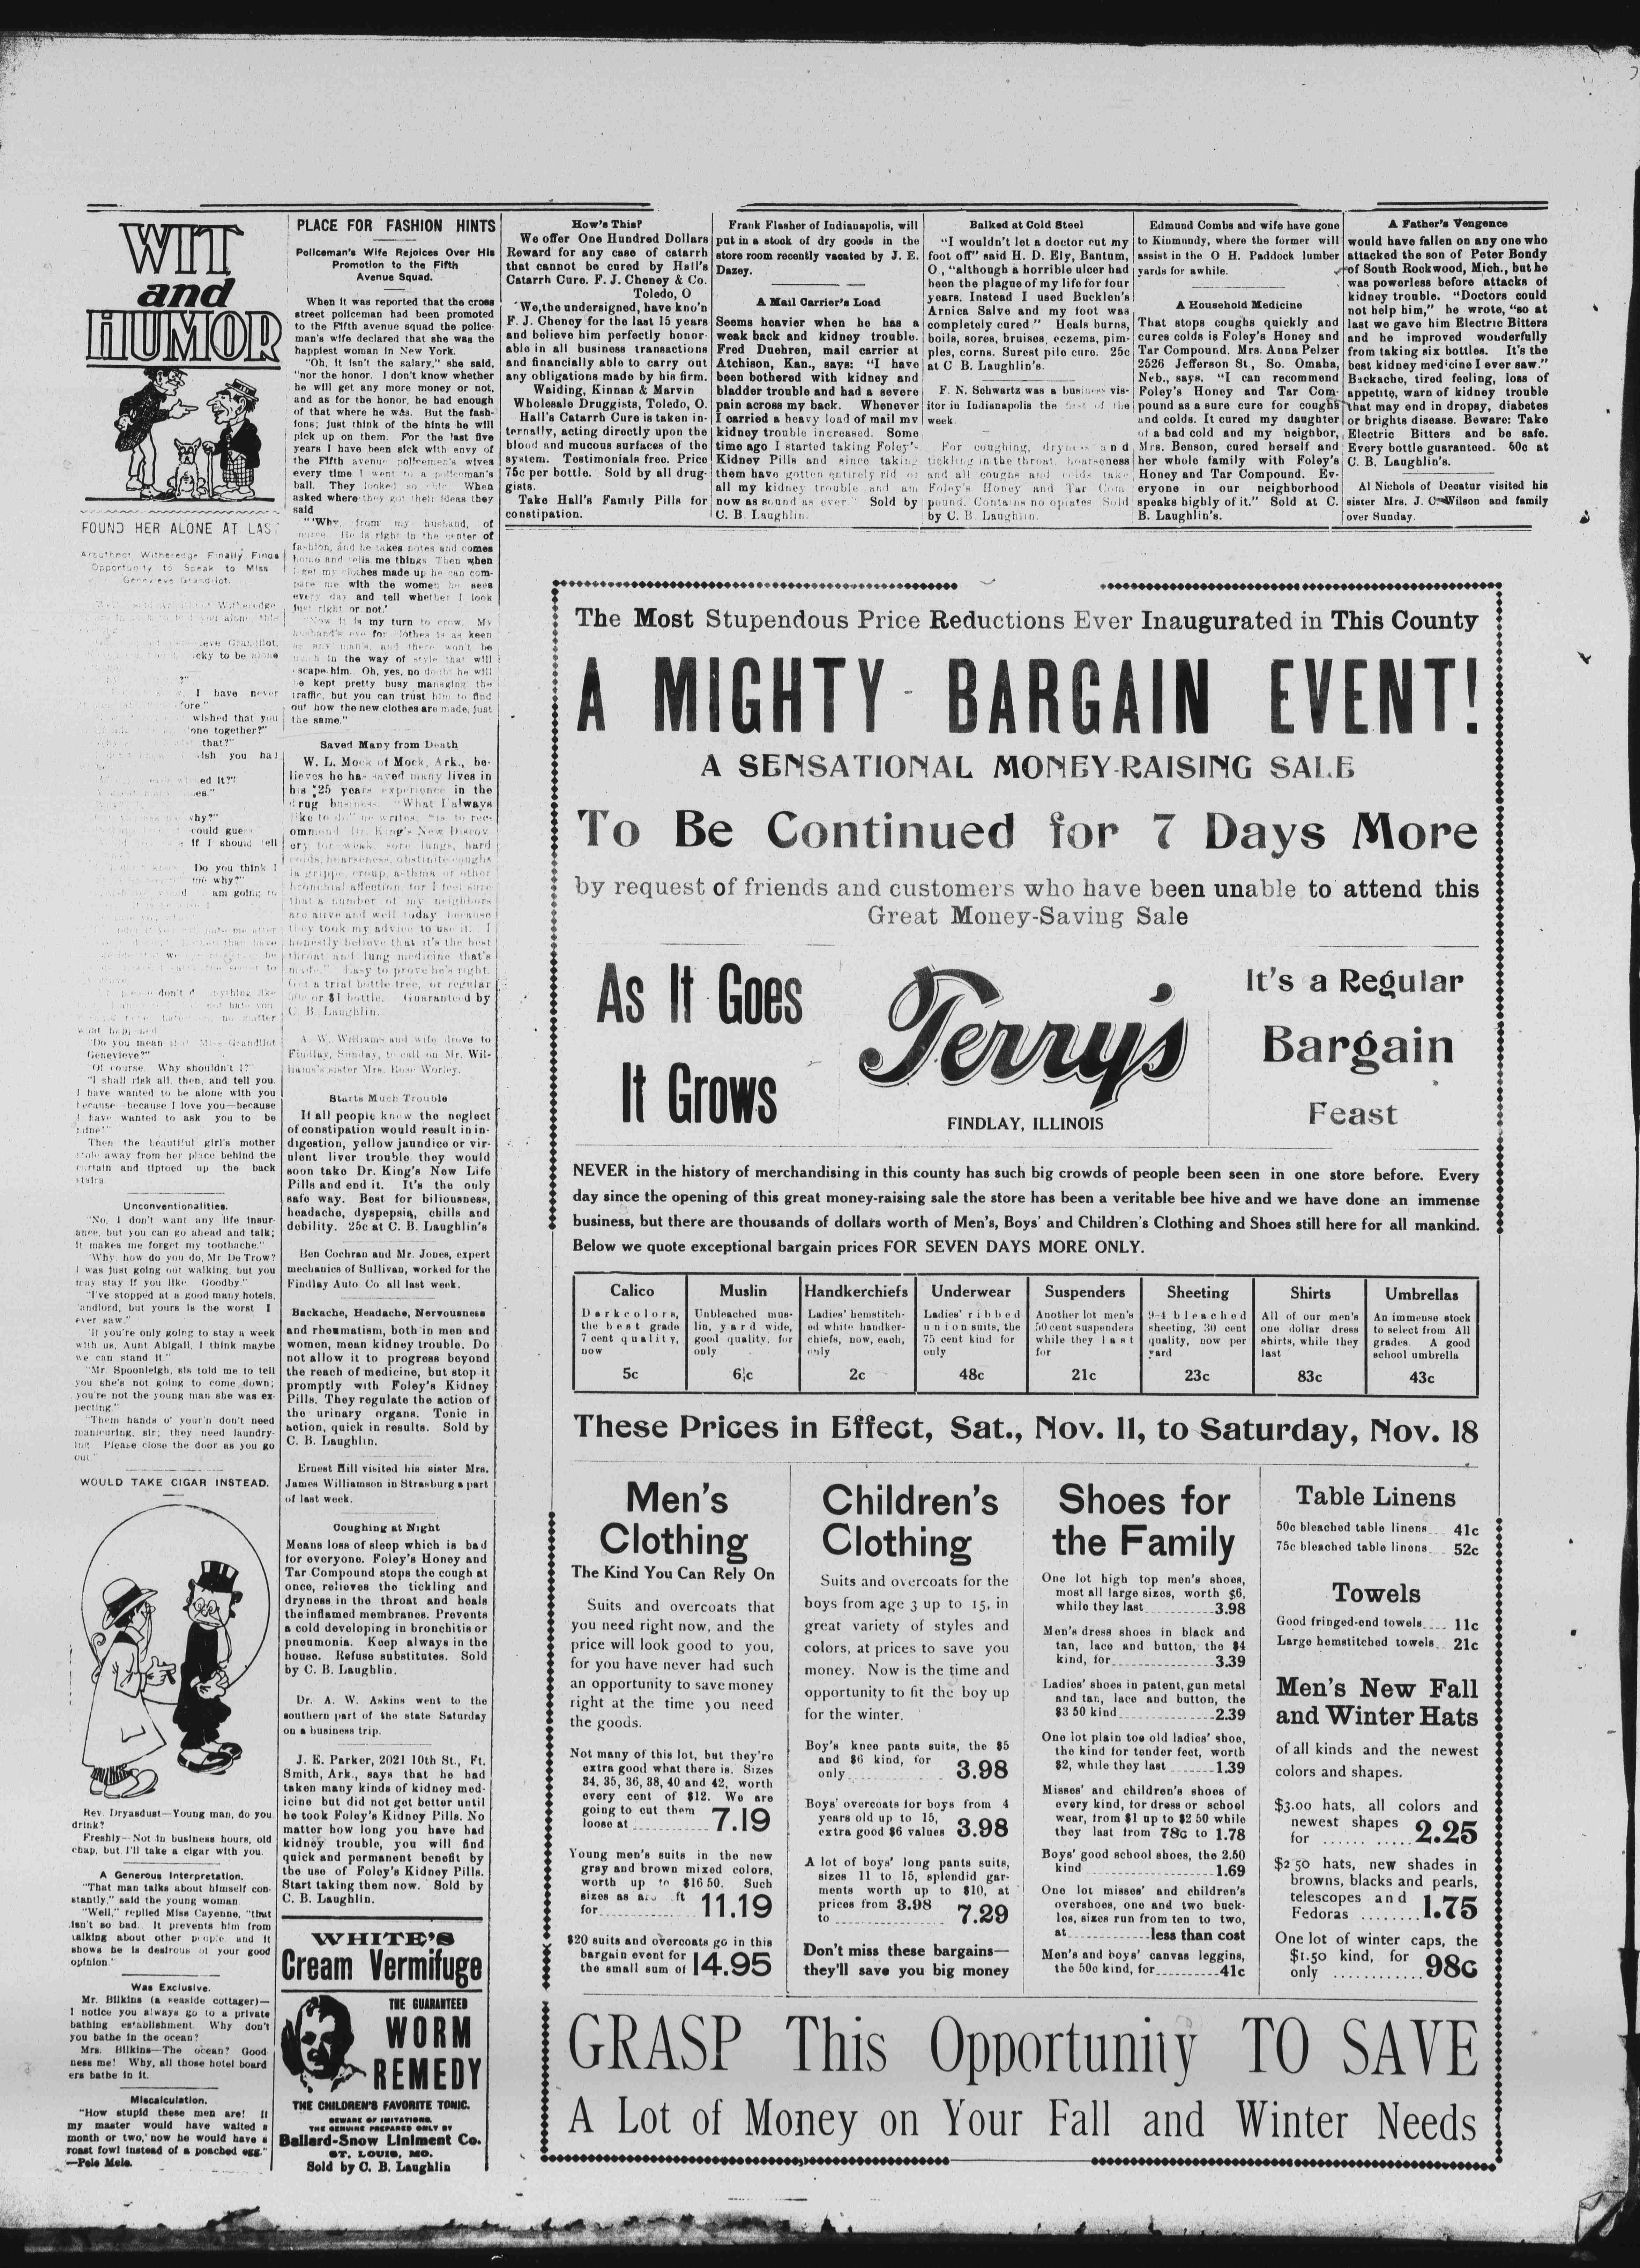 WIT
and
HUMOR
FOUND HER ALONE AT LAST
Arbuthnot Witheredge Finally Finds
Opportunity to Speak to Miss
Genevieve Grandilot.
Witheredge
alone this
Grandilot,
to be alone
I have never
wished that you
together?"
that?"
you had
it?"
why?"
could
If I should tell
Do you think I
why?"
am going to
hate me after
have
to
don't
hate you
no matter
what happened
"Do you mean it Miss Grandilot
Genevieve?"
"Of course. Why shouldn't I?"
"I shall risk all, then, and tell you.
I have wanted to be alone with you
because—because I love you—because
I have wanted to ask you to be
mine!"
Then the beautiful girl's mother
stole away from her place behind the
curtain and tiptoed up the back
stairs.
Unconventionalities.
"No, I don't want any life insur-
ance, but you can go ahead and talk;
it makes me forget my toothache."
"Why, how do you do, Mr. De Trow?
I was just going out walking, but you
may stay if you like. Goodby."
"I've stopped at a good many hotels,
landlord, but yours is the worst I
ever saw."
"If you're only going to stay a week
with us, Aunt Abigail, I think maybe
we can stand it."
"Mr. Spoonleigh, sis told me to tell
you she's not going to come down;
you're not the young man she was ex-
pecting."
"Them hands o' your'n don't need
manicuring, sir; they need laundry-
ing. Please close the door as you go
out."
WOULD TAKE CIGAR INSTEAD.
Rev. Dryasdust—Young man, do you
drink?
Freshly—Not in business hours, old
chap, but I'll take a cigar with you.
A Generous Interpretation.
"That man talks about himself con-
stantly," said the young woman.
"Well," replied Miss Cayenne, "that
isn't so bad. It prevents him from
talking about other people and it
shows he is desirous of your good
opinion."
Was Exclusive.
Mr. Bilkins (a seaside cottager)—
I notice you always go to a private
bathing establishment. Why don't
you bathe in the ocean?
Mrs. Bilkins—The ocean? Good
ness me! Why, all those hotel board
ers bathe in it.
Miscalculation.
"How stupid these men are! If
my master would have waited a
month or two, now he would have a
roast fowl instead of a poached egg."
—Pele Mele.
PLACE FOR FASHION HINTS
Policeman's Wife Rejoices Over His
Promotion to the Fifth
Avenue Squad.
When it was reported that the cross
street policeman had been promoted
to the Fifth avenue squad the police-
man's wife declared that she was the
happiest woman in New York.
"Oh, it isn't the salary," she said,
"nor the honor. I don't know whether
he will get any more money or not,
and as for the honor, he had enough
of that where he was. But the fash-
ions; just think of the hints he will
pick up on them. For the last five
years I have been sick with envy of
the Fifth avenue policemen's wives
every time I went to a policeman's
ball. They looked so When
asked where they got their ideas they
said
"'Why, from my husband, of
course. He is right in the center of
fashion, and he takes notes and comes
home and tells me things Then when
I get my clothes made up he can com-
pare me with the women he sees
every day and tell whether I look
just right or not.'
"Now it is my turn to crow. My
husband's eye for clothes is as keen
as any man's, and there won't be
much in the way of style that will
escape him. Oh, yes, no doubt he will
be kept pretty busy managing the
traffic, but you can trust him to find
out how the new clothes are made, just
the same."
Saved Many from Death
W. L. Mock of Mock, Ark., be-
lieves he has saved many lives in
his 25 years experience in the
drug business. "What I always
like to do" he writes, "is to rec-
ommend Dr. King's New Discov
ery for weak, sore lungs, hard
colds, hoarseness, obstinate coughs
la grippe, croup, asthma or other
bronchial affection, for I feel sure
that a number of my neighbors
are alive and well today because
they took my advice to use it. I
honestly believe that it's the best
throat and lung medicine that's
made." Easy to prove he's right.
Get a trial bottle free, or regular
50c or $1 bottle. Guaranteed by
C. B. Laughlin.
A. W. Williams and wife drove to
Findlay, Sunday, to call on Mr. Wil-
liams's sister Mrs. Rose Worley.
Starts Much Trouble
If all people knew the neglect
of constipation would result in in-
digestion, yellow jaundice or vir-
ulent liver trouble they would
soon take Dr. King's New Life
Pills and end it. It's the only
safe way. Best for biliousness,
headache, dyspepsia, chills and
debility. 25c at C. B. Laughlin's
Ben Cochran and Mr. Jones, expert
mechanics of Sullivan, worked for the
Findlay Auto Co all last week.
Backache, Headache, Nervousness
and rheumatism, both in men and
women, mean kidney trouble. Do
not allow it to progress beyond
the reach of medicine, but stop it
promptly with Foley's Kidney
Pills. They regulate the action of
the urinary organs. Tonic in
action, quick in results. Sold by
C. B. Laughlin.
Ernest Hill visited his sister Mrs.
James Williamson in Strasburg a part
of last week.
Coughing at Night
Means loss of sleep which is bad
for everyone. Foley's Honey and
Tar Compound stops the cough at
once, relieves the tickling and
dryness in the throat and heals
the inflamed membranes. Prevents
a cold developing in bronchitis or
pneumonia. Keep always in the
house. Refuse substitutes. Sold
by C. B. Laughlin.
Dr. A. W. Askins went to the
southern part of the state Saturday
on a business trip.
J. E. Parker, 2021 10th St., Ft.
Smith, Ark., says that he had
taken many kinds of kidney med-
icine but did not get better until
he took Foley's Kidney Pills. No
matter how long you have had
kidney trouble, you will find
quick and permanent benefit by
the use of Foley's Kidney Pills.
Start taking them now. Sold by
C. B. Laughlin.
WHITE'S
Cream Vermifuge
THE GUARANTEED
WORM
REMEDY
THE CHILDREN'S FAVORITE TONIC.
BEWARE OF IMITATIONS.
THE GENUINE PREPARED ONLY BY
Ballard-Snow Liniment Co.
ST. LOUIS, MO.
Sold by C. B. Laughlin
How's This?
We offer One Hundred Dollars
Reward for any case of catarrh
that cannot be cured by Hall's
Catarrh Cure. F. J. Cheney & Co.
Toledo, O
We, the undersigned, have kno'n
F. J. Cheney for the last 15 years
and believe him perfectly honor-
able in all business transactions
and financially able to carry out
any obligations made by his firm.
Waiding, Kinnan & Marvin
Wholesale Druggists, Toledo, O.
Hall's Catarrh Cure is taken in-
ternally, acting directly upon the
blood and mucous surfaces of the
system. Testimonials free. Price
75c per bottle. Sold by all drug-
gists.
Take Hall's Family Pills for
constipation.
Frank Flasher of Indianapolis, will
put in a stock of dry goods in the
store room recently vacated by J. E.
Dazey.
A Mail Carrier's Load
Seems heavier when he has a
weak back and kidney trouble.
Fred Duehren, mail carrier at
Atchison, Kan., says: "I have
been bothered with kidney and
bladder trouble and had a severe
pain across my back. Whenever
I carried a heavy load of mail my
kidney trouble increased. Some
time ago I started taking Foley's
Kidney Pills and since taking
them have gotten entirely rid of
all my kidney trouble and am
now as sound as ever." Sold by
C. B. Laughlin.
Balked at Cold Steel
"I wouldn't let a doctor cut my
foot off" said H. D. Ely, Bantum,
O., "although a horrible ulcer had
been the plague of my life for four
years. Instead I used Bucklen's
Arnica Salve and my foot was
completely cured." Heals burns,
boils, sores, bruises, eczema, pim-
ples, corns. Surest pile cure. 25c
at C B. Laughlin's.
F. N. Schwartz was a business vis-
itor in Indianapolis the first of the
week.
For coughing, dryness and
tickling in the throat, hoarseness
and all coughs and colds take
Foley's Honey and Tar Com
pound. Contains no opiates Sold
by C. B. Laughlin.
Edmund Combs and wife have gone
to Kinmundy, where the former will
assist in the O H. Paddock lumber
yards for awhile.
A Household Medicine
That stops coughs quickly and
cures colds is Foley's Honey and
Tar Compound. Mrs. Anna Pelzer
2526 Jefferson St, So. Omaha,
Neb., says. "I can recommend
Foley's Honey and Tar Com-
pound as a sure cure for coughs
and colds. It cured my daughter
of a bad cold and my neighbor,
Mrs. Benson, cured herself and
her whole family with Foley's
Honey and Tar Compound. Ev-
eryone in our neighborhood
speaks highly of it." Sold at C.
B. Laughlin's.
A Father's Vengence
would have fallen on any one who
attacked the son of Peter Bondy
of South Rockwood, Mich., but he
was powerless before attacks of
kidney trouble. "Doctors could
not help him," he wrote, "so at
last we gave him Electric Bitters
and he improved wonderfully
from taking six bottles. It's the
best kidney medicine I ever saw."
Backache, tired feeling, loss of
appetite, warn of kidney trouble
that may end in dropsy, diabetes
or brights disease. Beware: Take
Electric Bitters and be safe.
Every bottle guaranteed. 50c at
C. B. Laughlin's.
Al Nichols of Decatur visited his
sister Mrs. J. C. Wilson and family
over Sunday.
The Most Stupendous Price Reductions Ever Inaugurated in This County
A MIGHTY BARGAIN EVENT!
A SENSATIONAL MONEY-RAISING SALE
To Be Continued for 7 Days More
by request of friends and customers who have been unable to attend this
Great Money-Saving Sale
As It Goes
It Grows
Terry's
FINDLAY, ILLINOIS
It's a Regular
Bargain
Feast
NEVER in the history of merchandising in this county has such big crowds of people been seen in one store before. Every
day since the opening of this great money-raising sale the store has been a veritable bee hive and we have done an immense
business, but there are thousands of dollars worth of Men's, Boys' and Children's Clothing and Shoes still here for all mankind.
Below we quote exceptional bargain prices FOR SEVEN DAYS MORE ONLY.
Calico
Dark colors,
the best grade
7 cent quality,
now
5c
Muslin
Unbleached mus-
lin, yard wide,
good quality, for
only
6½c
Handkerchiefs
Ladies' hemstitch-
ed white handker-
chiefs, now, each,
only
2c
Underwear
Ladies' ribbed
union suits, the
75 cent kind for
only
48c
Suspenders
Another lot men's
50 cent suspenders
while they last
for
21c
Sheeting
9-4 bleached
sheeting, 30 cent
quality, now per
yard
23c
Shirts
All of our men's
one dollar dress
shirts, while they
last
83c
Umbrellas
An immense stock
to select from All
grades. A good
school umbrella
43c
These Prices in Effect, Sat., Nov. 11, to Saturday, Nov. 18
Men's
Clothing
The Kind You Can Rely On
Suits and overcoats that
you need right now, and the
price will look good to you,
for you have never had such
an opportunity to save money
right at the time you need
the goods.
Not many of this lot, but they're
extra good what there is. Sizes
34, 35, 36, 38, 40 and 42, worth
every cent of $12. We are
going to cut them
loose at 7.19
Young men's suits in the new
gray and brown mixed colors,
worth up to $16 50. Such
sizes as are left
for 11.19
$20 suits and overcoats go in this
bargain event for
the small sum of 14.95
Children's
Clothing
Suits and overcoats for the
boys from age 3 up to 15, in
great variety of styles and
colors, at prices to save you
money. Now is the time and
opportunity to fit the boy up
for the winter.
Boy's knee pants suits, the $5
and $6 kind, for
only 3.98
Boys' overcoats for boys from 4
years old up to 15,
extra good $6 values 3.98
A lot of boys' long pants suits,
sizes 11 to 15, splendid gar-
ments worth up to $10, at
prices from 3.98
to 7.29
Don't miss these bargains—
they'll save you big money
Shoes for
the Family
One lot high top men's shoes,
most all large sizes, worth $6,
while they last 3.98
Men's dress shoes in black and
tan, lace and button, the $4
kind, for 3.39
Ladies' shoes in patent, gun metal
and tan, lace and button, the
$3 50 kind 2.39
One lot plain toe old ladies' shoe,
the kind for tender feet, worth
$2, while they last 1.39
Misses' and children's shoes of
every kind, for dress or school
wear, from $1 up to $2 50 while
they last from 78c to 1.78
Boys' good school shoes, the 2.50
kind 1.69
One lot misses' and children's
overshoes, one and two buck-
les, sizes run from ten to two,
at less than cost
Men's and boys' canvas leggins,
the 50c kind, for 41c
Table Linens
50c bleached table linens 41c
75c bleached table linens 52c
Towels
Good fringed-end towels 11c
Large hemstitched towels 21c
Men's New Fall
and Winter Hats
of all kinds and the newest
colors and shapes.
$3.00 hats, all colors and
newest shapes
for 2.25
$2 50 hats, new shades in
browns, blacks and pearls,
telescopes and
Fedoras 1.75
One lot of winter caps, the
$1.50 kind, for
only 98c
GRASP This Opportunity TO SAVE
A Lot of Money on Your Fall and Winter Needs